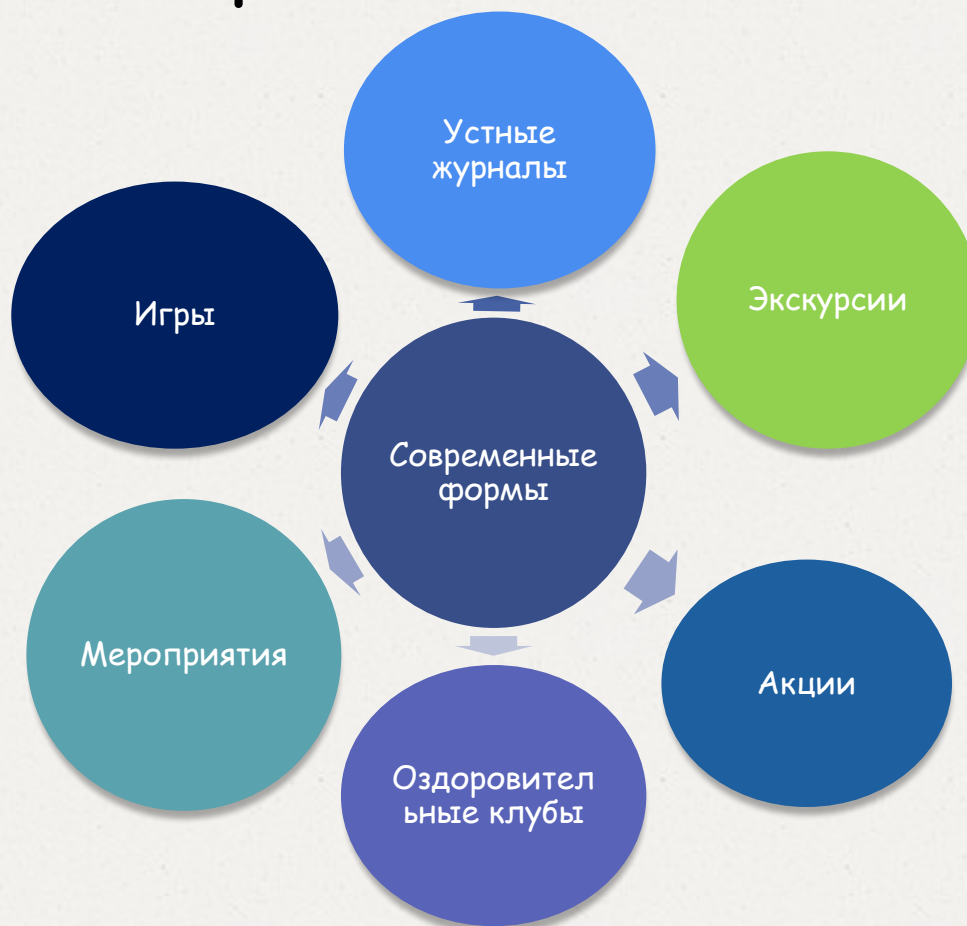 Устные
журналы
Экскурсии
Игры
Современные
формы
Мероприятия
Акции
Оздоровител
ьные клубы